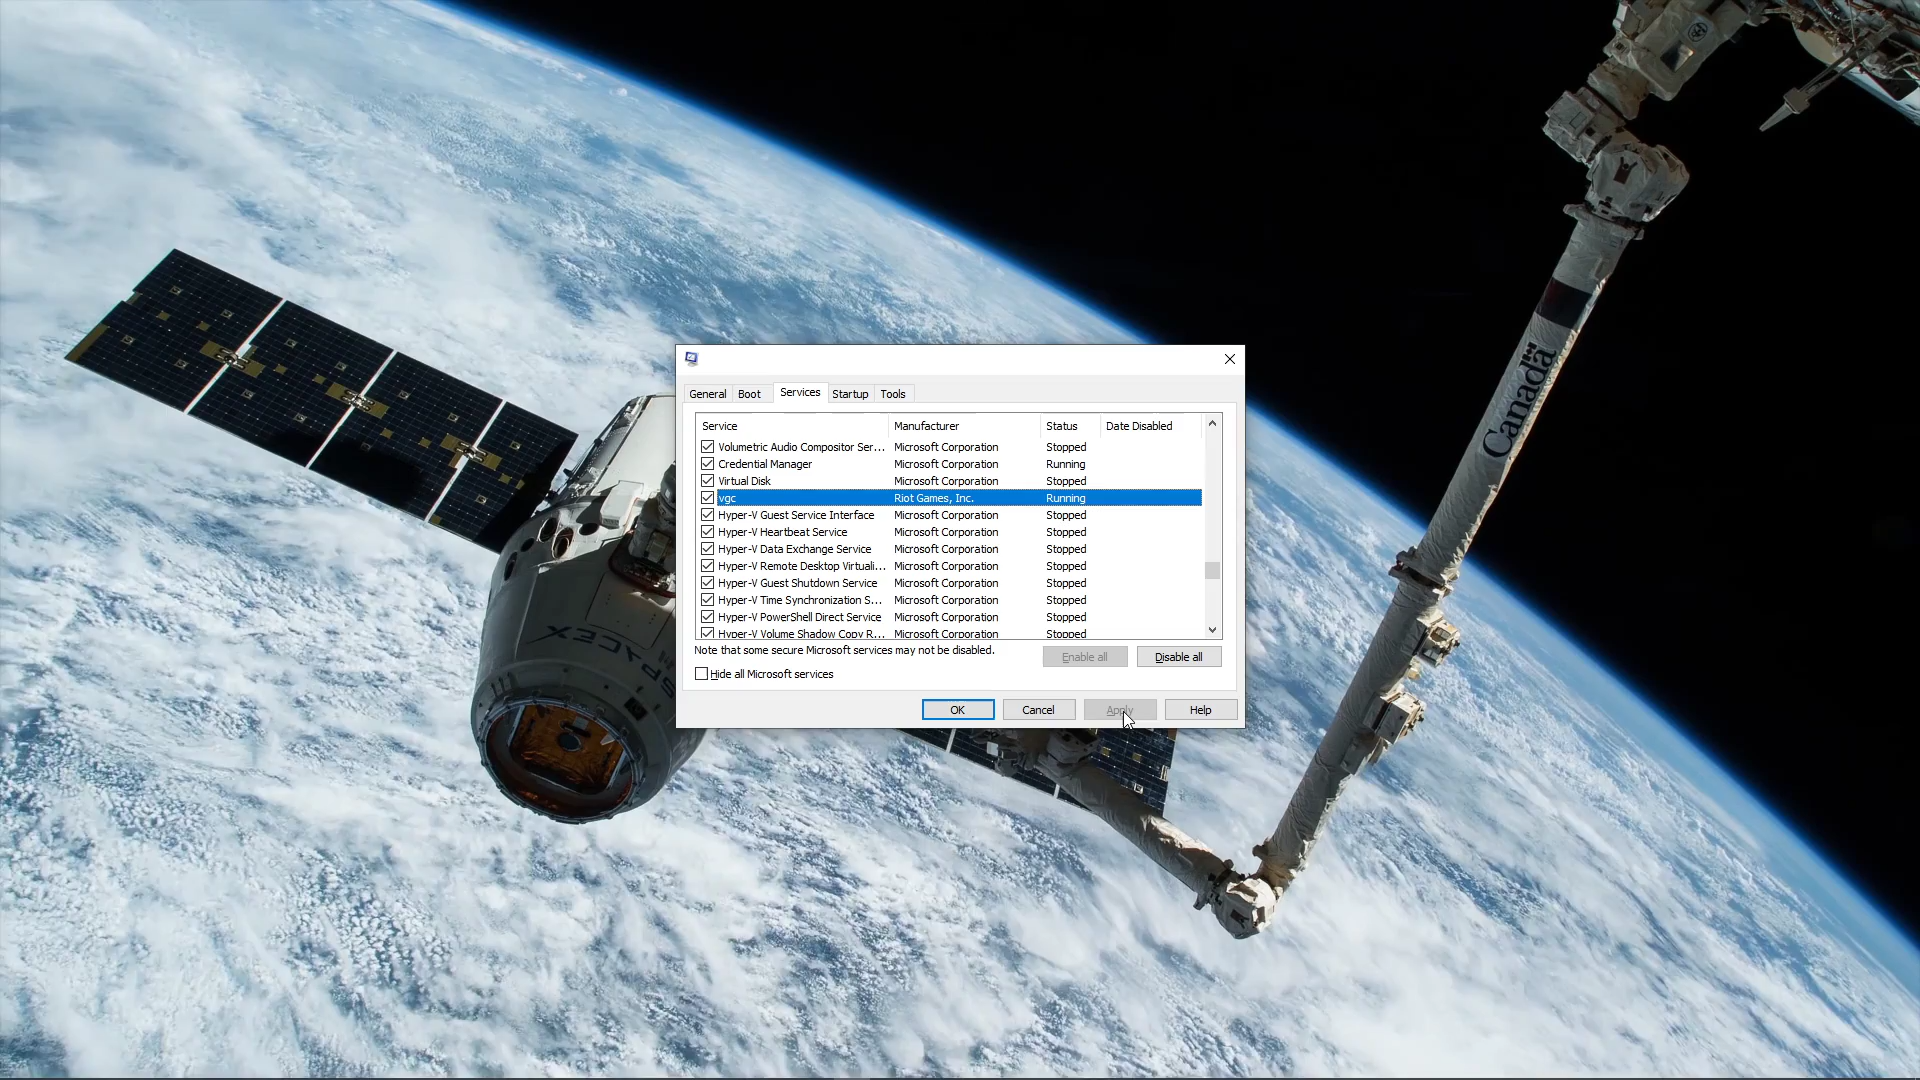 Canada
SPACEX
General Boot Services Startup Tools
Service Manufacturer Status Date Disabled
Volumetric Audio Compositor Ser... Microsoft Corporation Stopped
Credential Manager Microsoft Corporation Running
Virtual Disk Microsoft Corporation Stopped
vgc Riot Games, Inc. Running
Hyper-V Guest Service Interface Microsoft Corporation Stopped
Hyper-V Heartbeat Service Microsoft Corporation Stopped
Hyper-V Data Exchange Service Microsoft Corporation Stopped
Hyper-V Remote Desktop Virtuali... Microsoft Corporation Stopped
Hyper-V Guest Shutdown Service Microsoft Corporation Stopped
Hyper-V Time Synchronization S... Microsoft Corporation Stopped
Hyper-V PowerShell Direct Service Microsoft Corporation Stopped
Hyper-V Volume Shadow Copy R... Microsoft Corporation Stopped
Note that some secure Microsoft services may not be disabled.
Enable all Disable all
Hide all Microsoft services
OK Cancel Apply Help